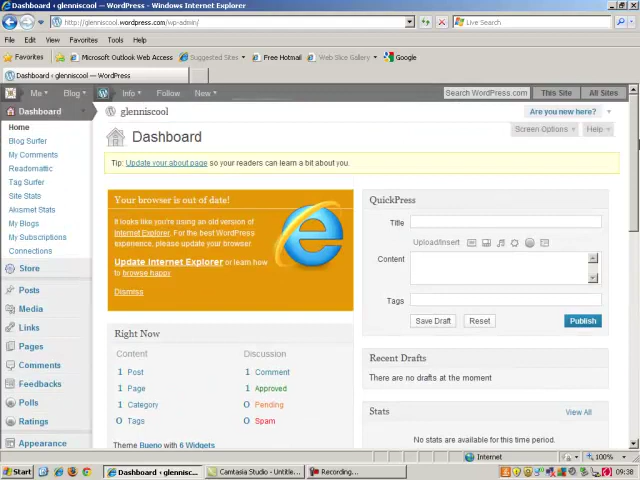 Dashboard ‹ glenniscool — WordPress - Windows Internet Explorer
http://glenniscool.wordpress.com/wp-admin/
Live Search
File Edit View Favorites Tools Help
Favorites Microsoft Outlook Web Access Suggested Sites Free Hotmail Web Slice Gallery Google
Dashboard ‹ glenniscool — WordPress
Me Blog Info Follow New Search WordPress.com This Site All Sites
Dashboard
glenniscool
Are you new here?
Dashboard
Screen Options Help
Tip: Update your about page so your readers can learn a bit about you.
Home
Blog Surfer
My Comments
Readomattic
Tag Surfer
Site Stats
Akismet Stats
My Blogs
My Subscriptions
Connections
Store
Posts
Media
Links
Pages
Comments
Feedbacks
Polls
Ratings
Appearance
Your browser is out of date!
It looks like you're using an old version of
Internet Explorer. For the best WordPress
experience, please update your browser.
Update Internet Explorer or learn how
to browse happy
Dismiss
Right Now
Content Discussion
1 Post 1 Comment
1 Page 1 Approved
1 Category 0 Pending
0 Tags 0 Spam
Theme Bueno with 6 Widgets
QuickPress
Title
Upload/Insert
Content
Tags
Save Draft Reset Publish
Recent Drafts
There are no drafts at the moment
Stats View All
No stats are available for this time period.
Internet 100%
Start Dashboard ‹ glennisc... Camtasia Studio - Untitle... Recording... 09:38